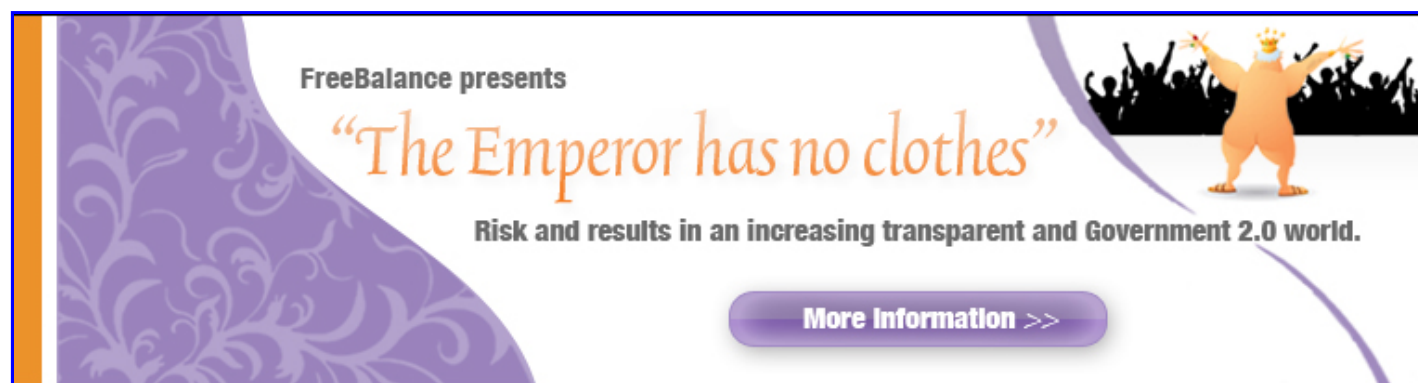 FreeBalance presents
“The Emperor has no clothes”
Risk and results in an increasing transparent and Government 2.0 world.
More Information >>